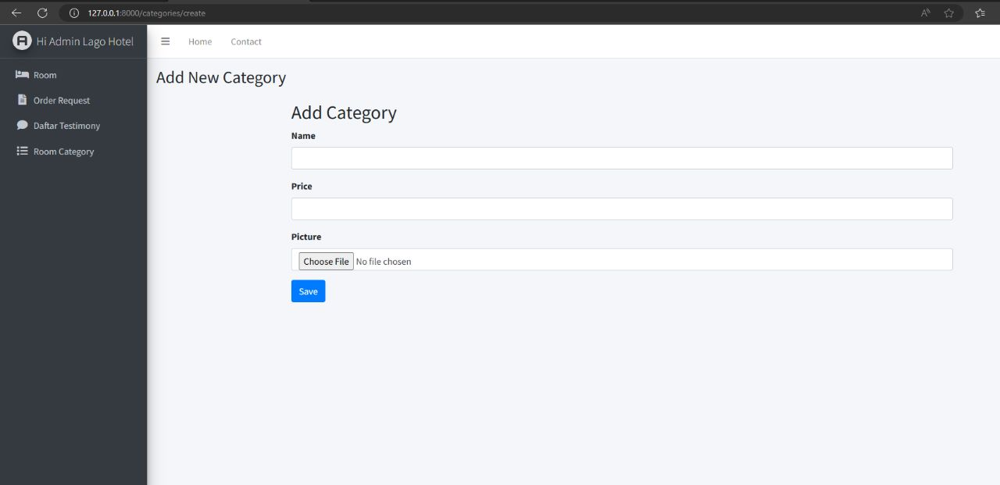 127.0.0.1:8000/categories/create
A Hi Admin Lago Hotel
Home Contact
Room
Order Request
Daftar Testimony
Room Category
Add New Category
Add Category
Name
Price
Picture
Choose File No file chosen
Save